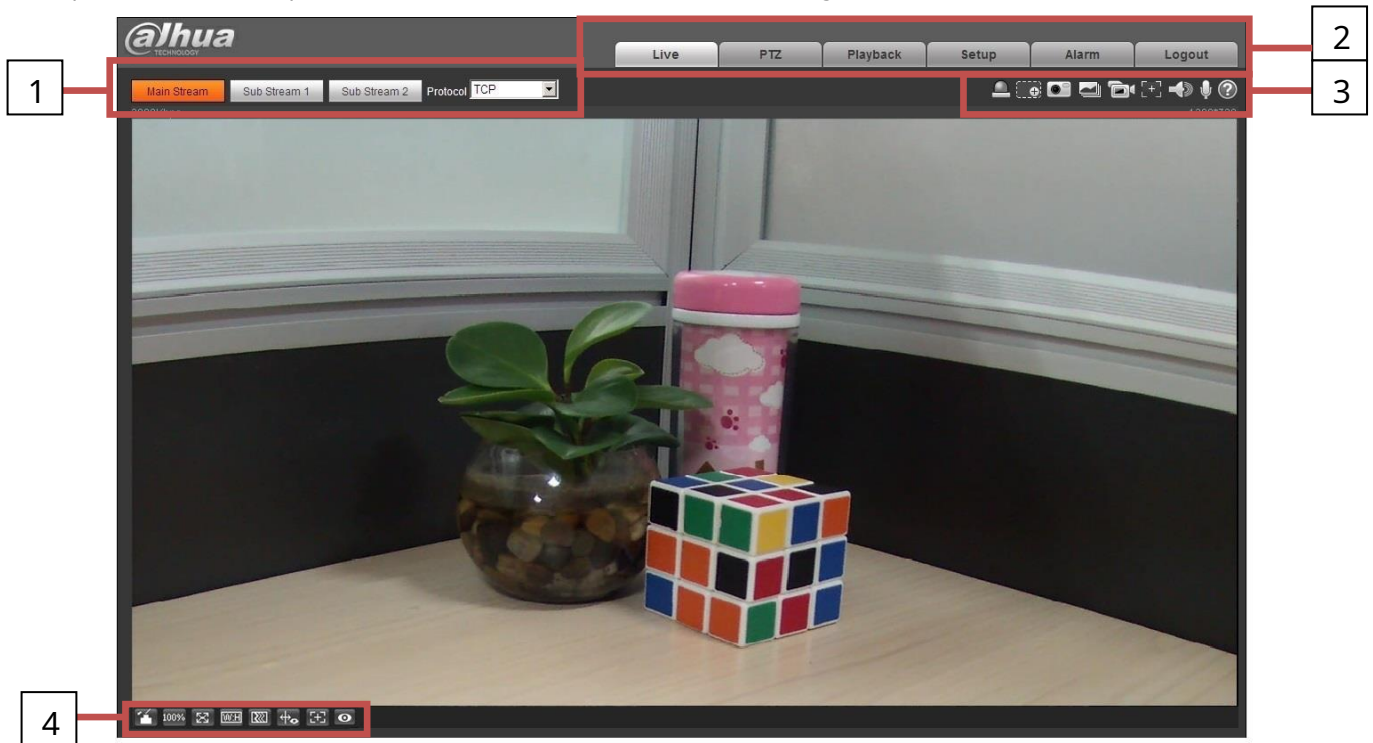 alhua
TECHNOLOGY
2
Live PTZ Playback Setup Alarm Logout
1
Main Stream Sub Stream 1 Sub Stream 2 Protocol TCP
3
4
100% W:H